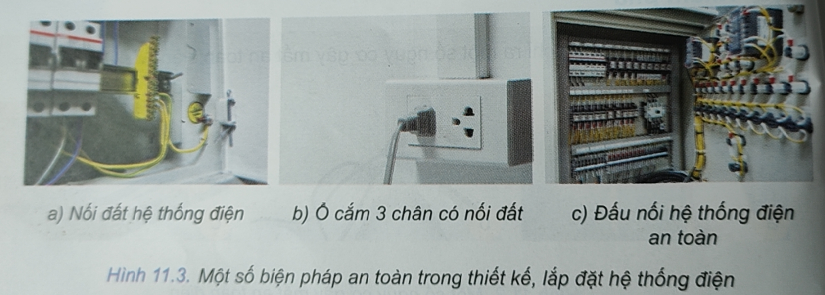 a) Nối đất hệ thống điện
b) Ổ cắm 3 chân có nối đất
c) Đấu nối hệ thống điện
an toàn
Hình 11.3. Một số biện pháp an toàn trong thiết kế, lắp đặt hệ thống điện